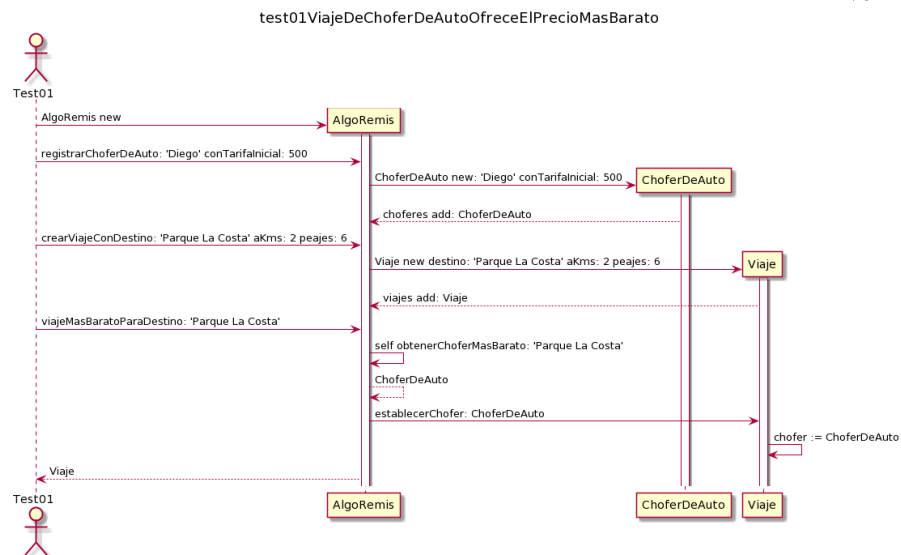 test01ViajeDeChoferDeAutoOfreceElPrecioMasBarato
Test01
AlgoRemis new
AlgoRemis
registrarChoferDeAuto: 'Diego' conTarifaInicial: 500
ChoferDeAuto new: 'Diego' conTarifaInicial: 500
ChoferDeAuto
choferes add: ChoferDeAuto
crearViajeConDestino: 'Parque La Costa' aKms: 2 peajes: 6
Viaje new destino: 'Parque La Costa' aKms: 2 peajes: 6
Viaje
viajes add: Viaje
viajeMasBaratoParaDestino: 'Parque La Costa'
self obtenerChoferMasBarato: 'Parque La Costa'
ChoferDeAuto
establecerChofer: ChoferDeAuto
chofer := ChoferDeAuto
Viaje
Test01
AlgoRemis
ChoferDeAuto
Viaje